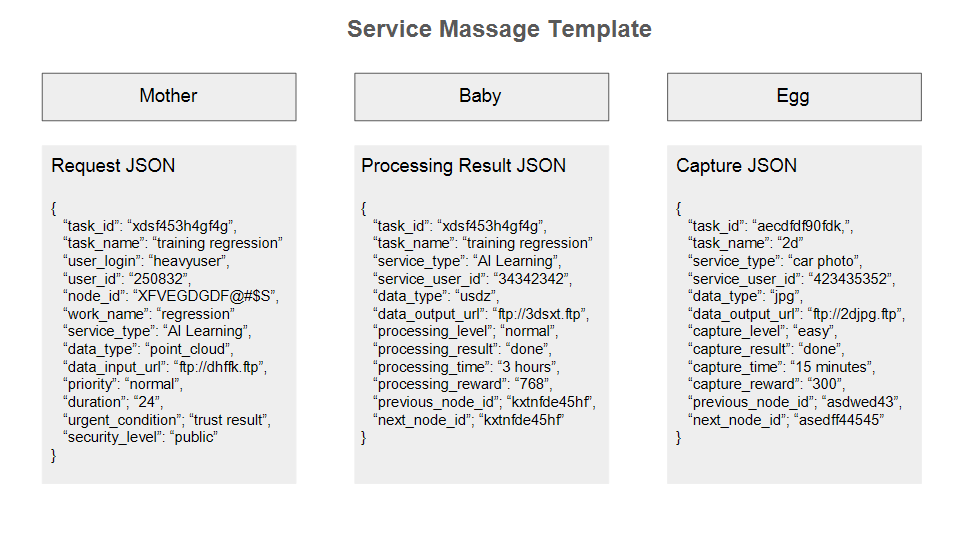 Service Massage Template
Mother
Request JSON
{
“task_id”: “xdsf453h4gf4g”,
“task_name”: “training regression”
“user_login”: “heavyuser”,
“user_id”: “250832”,
“node_id”: “XFVEGDGDF@#$S”,
“work_name”: “regression”
“service_type”: “AI Learning”,
“data_type”: “point_cloud”,
“data_input_url”: “ftp://dhffk.ftp”,
“priority”: “normal”,
“duration”; “24”,
“urgent_condition”; “trust result”,
“security_level”: “public”
}
Baby
Processing Result JSON
{
“task_id”: “xdsf453h4gf4g”,
“task_name”: “training regression”
“service_type”: “AI Learning”,
“service_user_id”: “34342342”,
“data_type”: “usdz”,
“data_output_url”: “ftp://3dsxt.ftp”,
“processing_level”; “normal”,
“processing_result”: “done”,
“processing_time”: “3 hours”,
“processing_reward”: “768”,
“previous_node_id”; “kxtnfde45hf”,
“next_node_id”; “kxtnfde45hf”
}
Egg
Capture JSON
{
“task_id”: “aecdfdf90fdk;”,
“task_name”: “2d”
“service_type”: “car photo”,
“service_user_id”: “423435352”,
“data_type”: “jpg”,
“data_output_url”: “ftp://2djpg.ftp”,
“capture_level”; “easy”,
“capture_result”: “done”,
“capture_time”: “15 minutes”,
“capture_reward”: “300”,
“previous_node_id”; “asdwed43”,
“next_node_id”; “asedff44545”
}